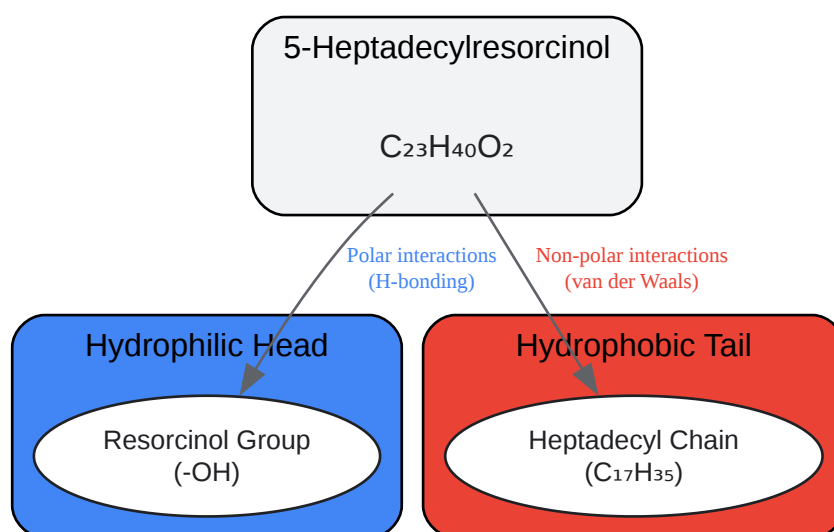 5-Heptadecylresorcinol
C₂₃H₄₀O₂
Polar interactions
(H-bonding)
Non-polar interactions
(van der Waals)
Hydrophilic Head
Hydrophobic Tail
Resorcinol Group
(-OH)
Heptadecyl Chain
(C₁₇H₃₅)